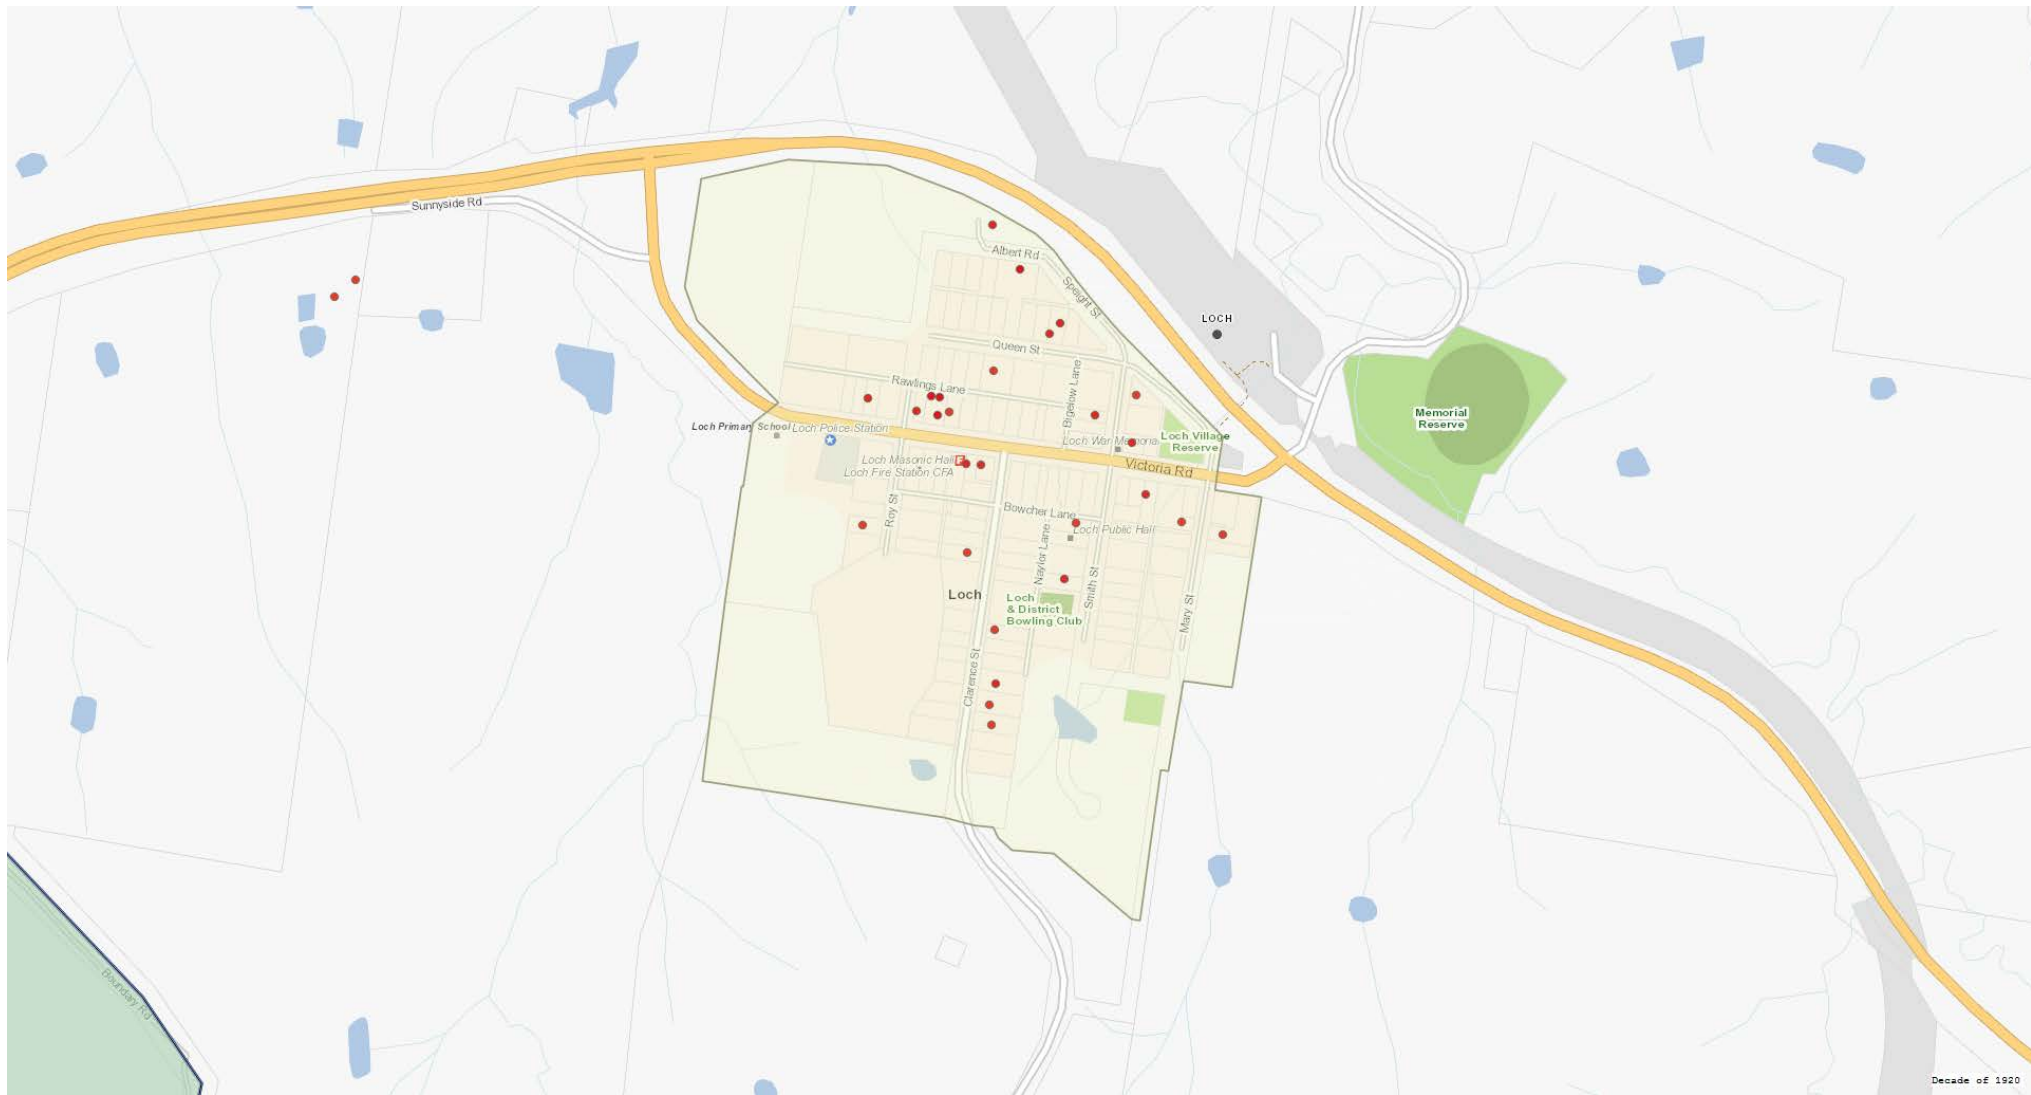 Sunnyside Rd
Albert Rd
Speight St
LOCH
Queen St
Rawlings Lane
Bigelow Lane
Memorial
Reserve
Loch Primary School
Loch Police Station
Loch War Memorial
Loch Village
Reserve
Loch Masonic Hall
Loch Fire Station CFA
F
Victoria Rd
Roy St
Bowcher Lane
Loch Public Hall
Naylor Lane
Smith St
Loch
Loch
& District
Bowling Club
Mary St
Clarence St
Boundary Rd
Decade of 1920